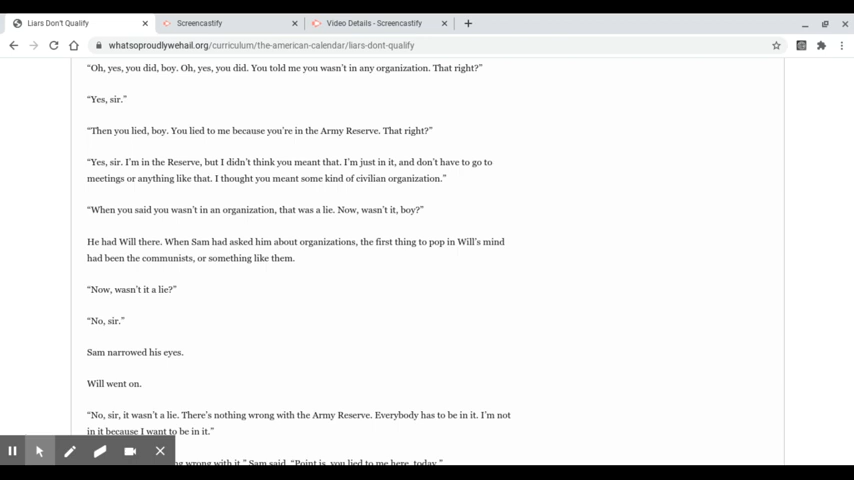 Liars Don't Qualify
Screencastify
Video Details - Screencastify
whatsoproudlywehail.org/curriculum/the-american-calendar/liars-dont-qualify
“Oh, yes, you did, boy. Oh, yes, you did. You told me you wasn’t in any organization. That right?”
“Yes, sir.”
“Then you lied, boy. You lied to me because you’re in the Army Reserve. That right?”
“Yes, sir. I’m in the Reserve, but I didn’t think you meant that. I’m just in it, and don’t have to go to
meetings or anything like that. I thought you meant some kind of civilian organization.”
“When you said you wasn’t in an organization, that was a lie. Now, wasn’t it, boy?”
He had Will there. When Sam had asked him about organizations, the first thing to pop in Will’s mind
had been the communists, or something like them.
“Now, wasn’t it a lie?”
“No, sir.”
Sam narrowed his eyes.
Will went on.
“No, sir, it wasn’t a lie. There’s nothing wrong with the Army Reserve. Everybody has to be in it. I’m not
in it because I want to be in it.”
wrong with it,” Sam said. “Point is, you lied to me here, today.”